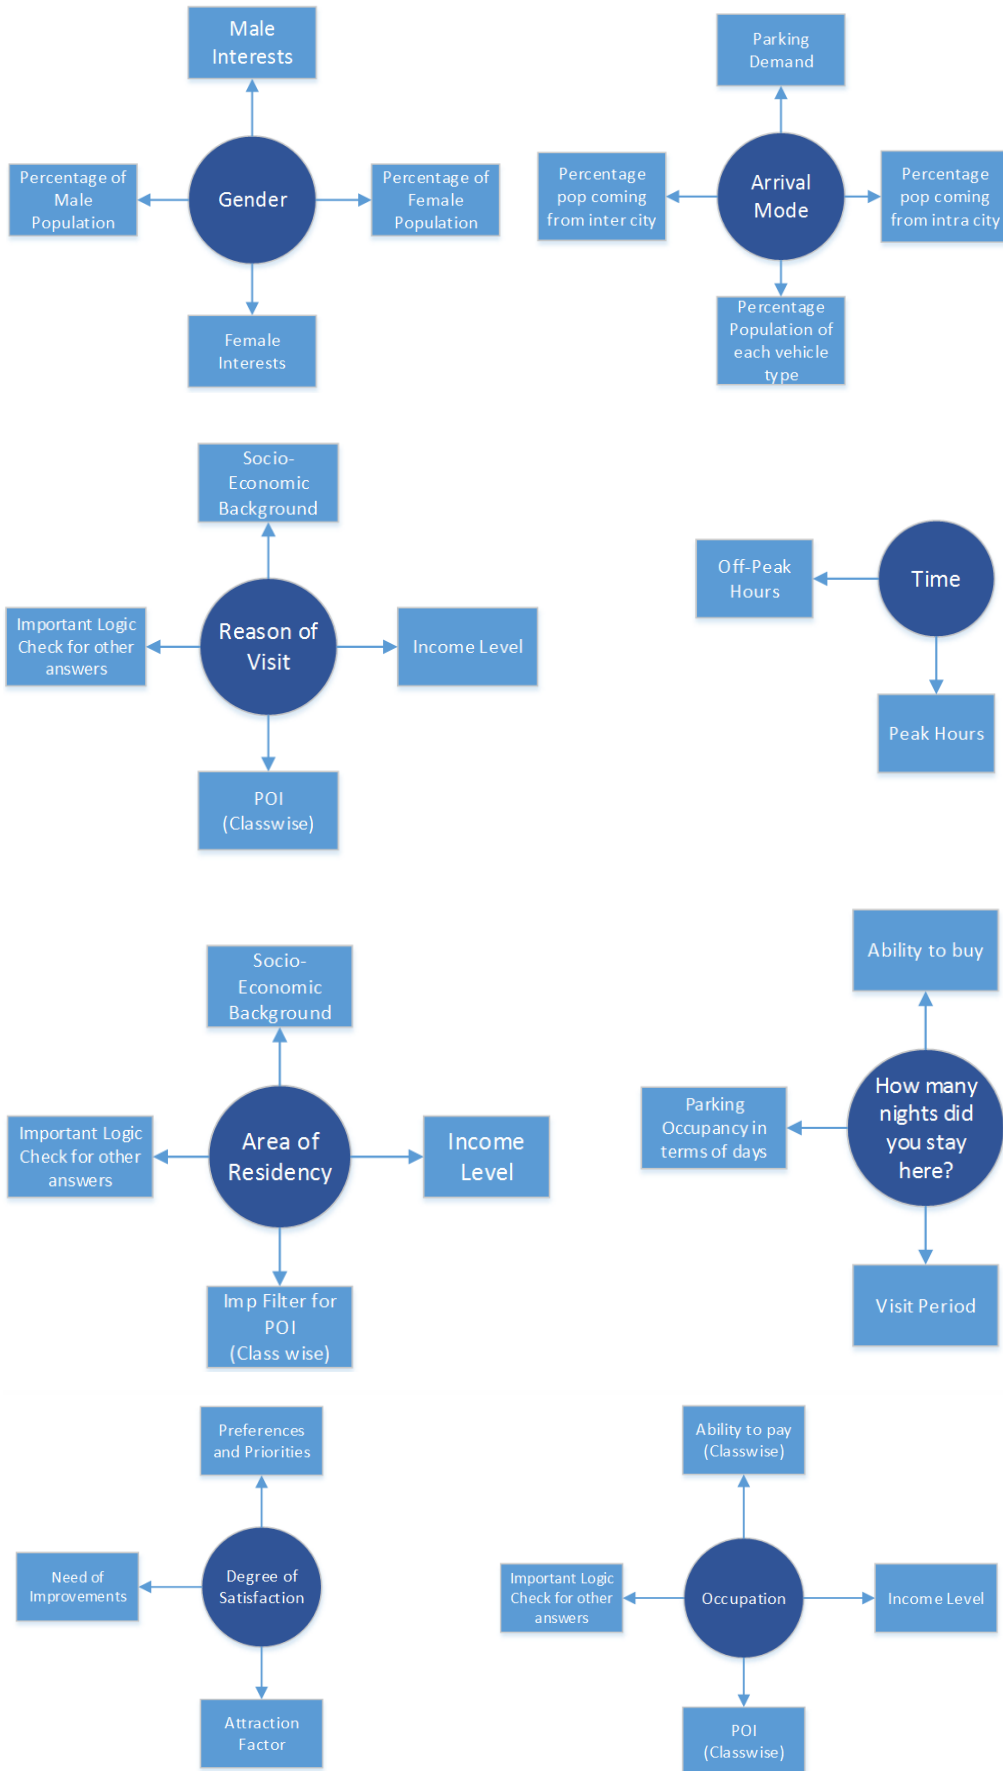 Male
Interests
Percentage of
Male
Population
Gender
Percentage of
Female
Population
Female
Interests
Parking
Demand
Percentage
pop coming
from inter city
Arrival
Mode
Percentage
pop coming
from intra city
Percentage
Population of
each vehicle
type
Socio-
Economic
Background
Important Logic
Check for other
answers
Reason of
Visit
Income Level
POI
(Classwise)
Off-Peak
Hours
Time
Peak Hours
Socio-
Economic
Background
Important Logic
Check for other
answers
Area of
Residency
Income
Level
Imp Filter for
POI
(Class wise)
Ability to buy
Parking
Occupancy in
terms of days
How many
nights did
you stay
here?
Visit Period
Preferences
and Priorities
Need of
Improvements
Degree of
Satisfaction
Attraction
Factor
Ability to pay
(Classwise)
Important Logic
Check for other
answers
Occupation
Income Level
POI
(Classwise)